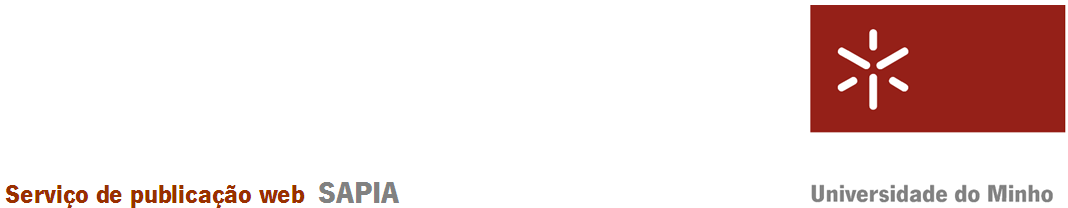 Serviço de publicação web SAPIA
Universidade do Minho